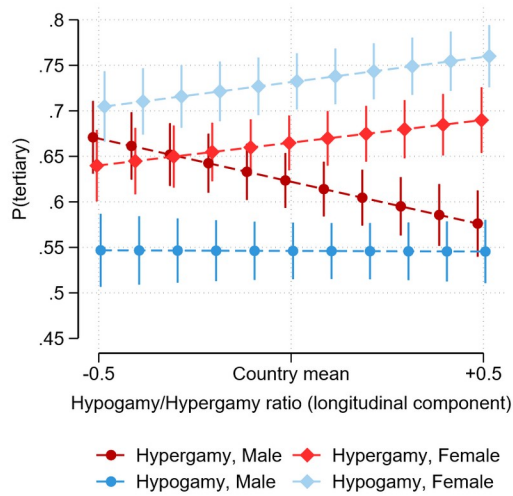 .8
.75
.7
.65
.6
.55
.5
.45
P(tertiary)
-0.5 Country mean +0.5
Hypogamy/Hypergamy ratio (longitudinal component)
Hypergamy, Male Hypergamy, Female
Hypogamy, Male Hypogamy, Female